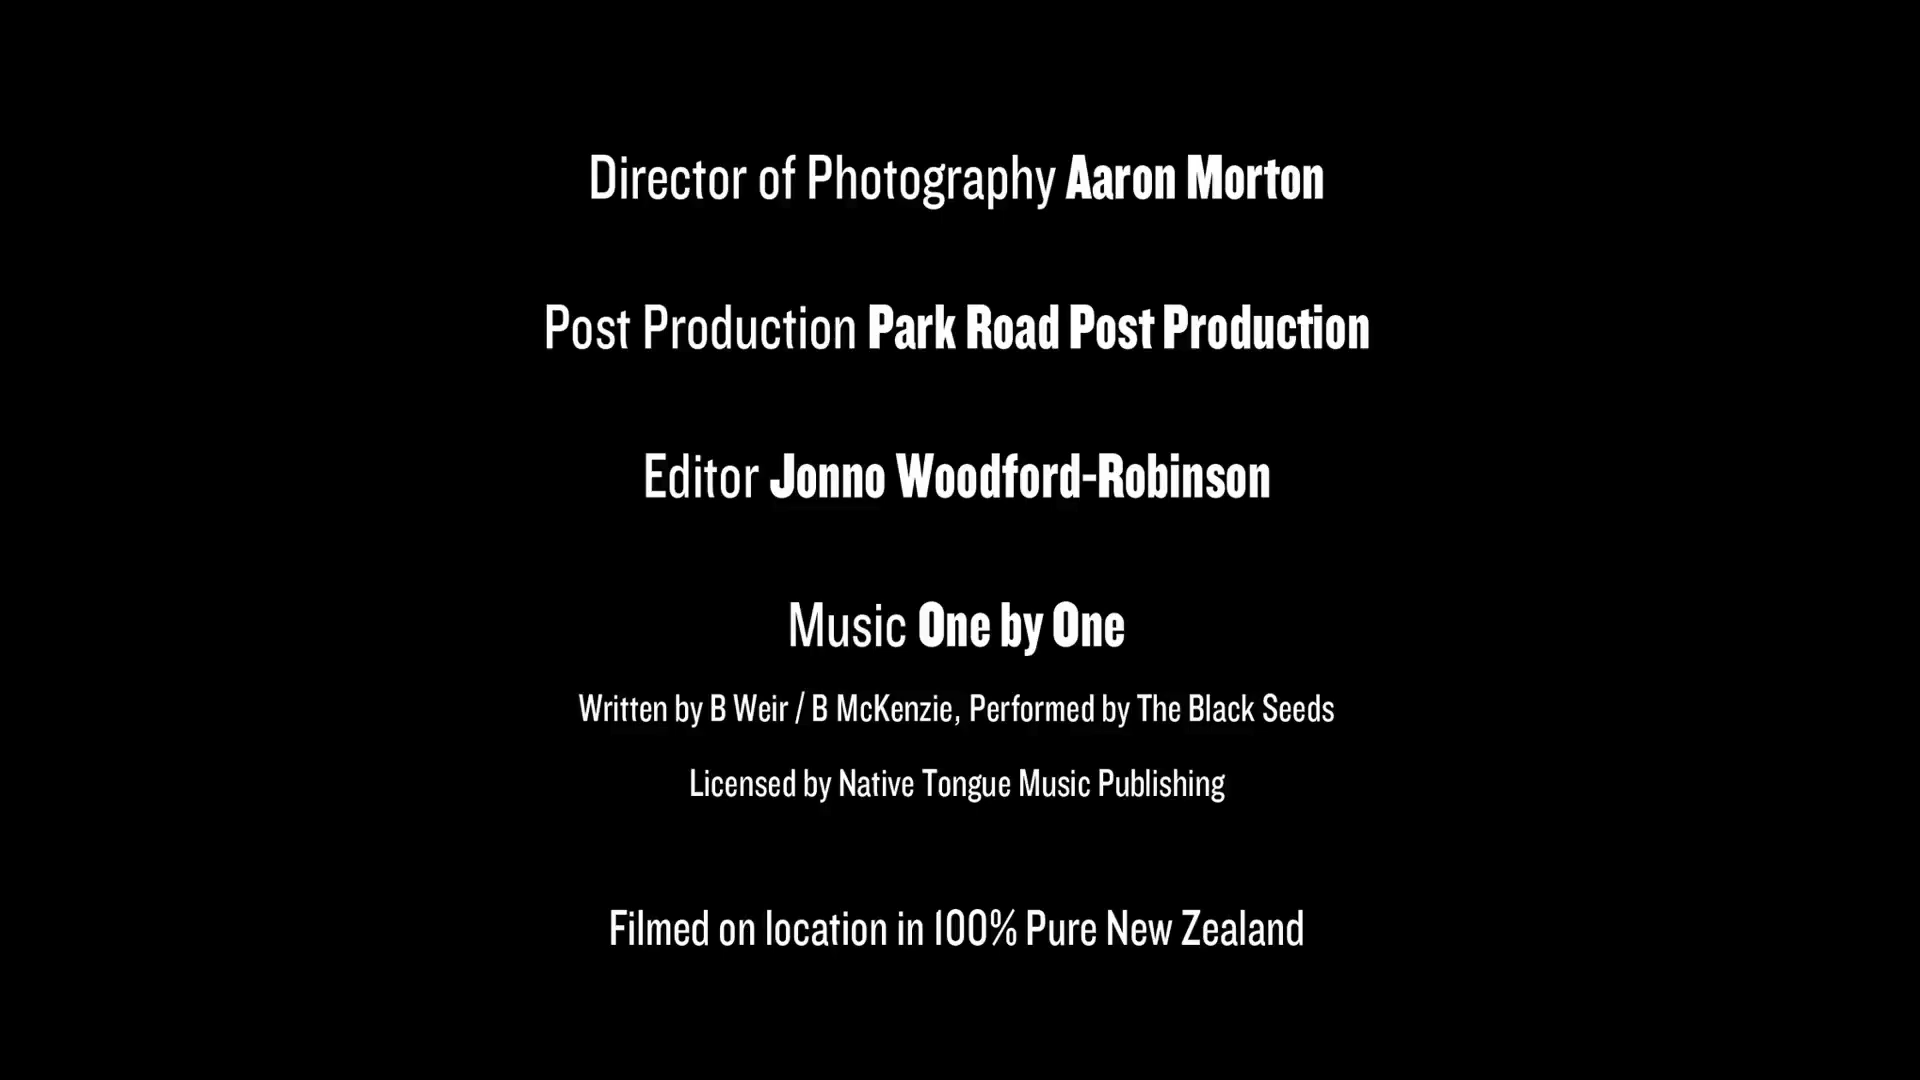 Director of Photography Aaron Morton
Post Production Park Road Post Production
Editor Jonno Woodford-Robinson
Music One by One
Written by B Weir / B McKenzie, Performed by The Black Seeds
Licensed by Native Tongue Music Publishing
Filmed on location in 100% Pure New Zealand